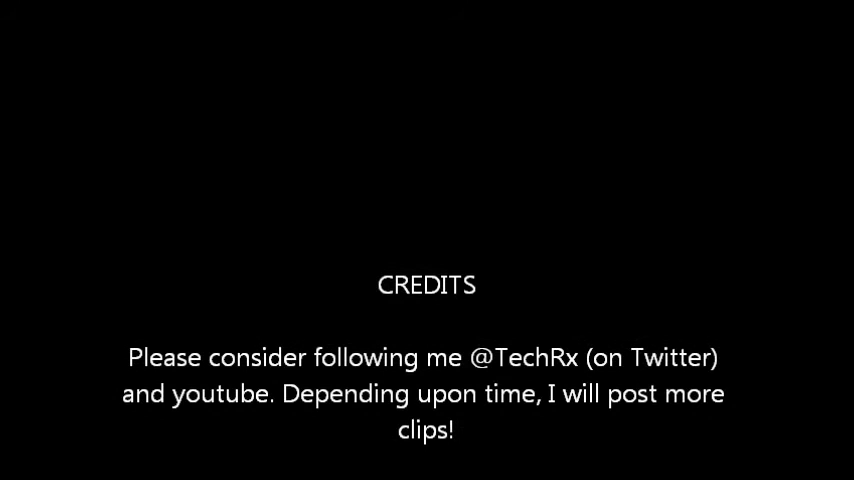 CREDITS
Please consider following me @TechRx (on Twitter)
and youtube. Depending upon time, I will post more
clips!